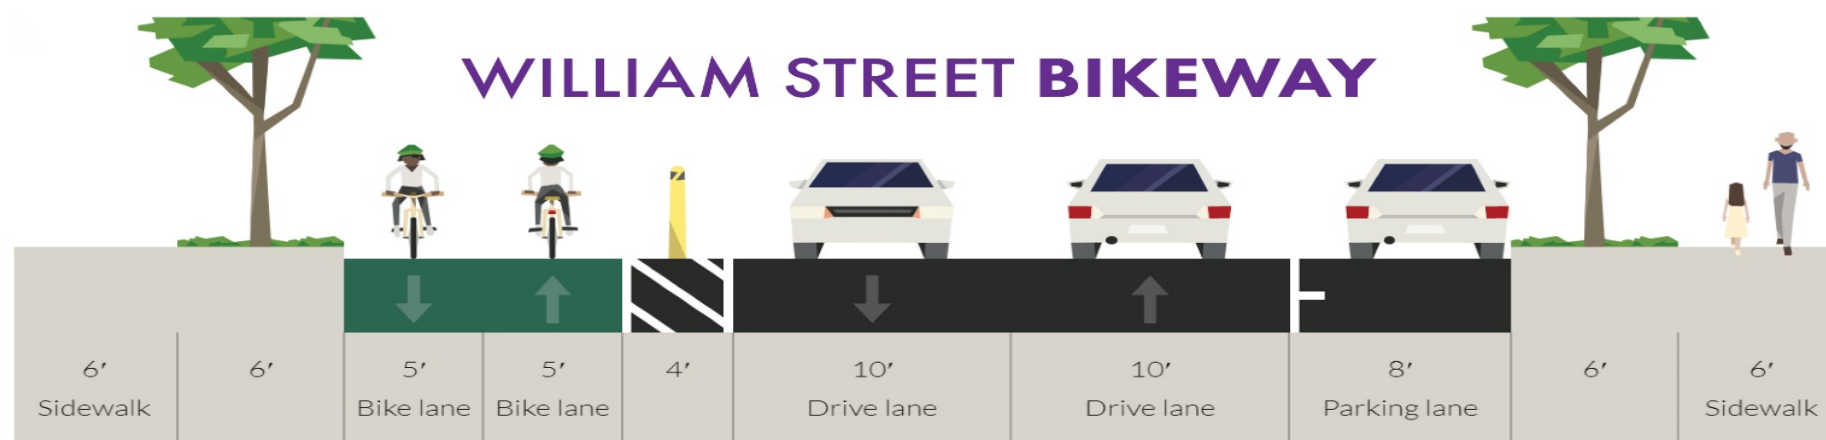 WILLIAM STREET BIKEWAY
6′ 6′ 5′ 5′ 4′ 10′ 10′ 8′ 6′ 6′
Sidewalk Bike lane Bike lane Drive lane Drive lane Parking lane Sidewalk